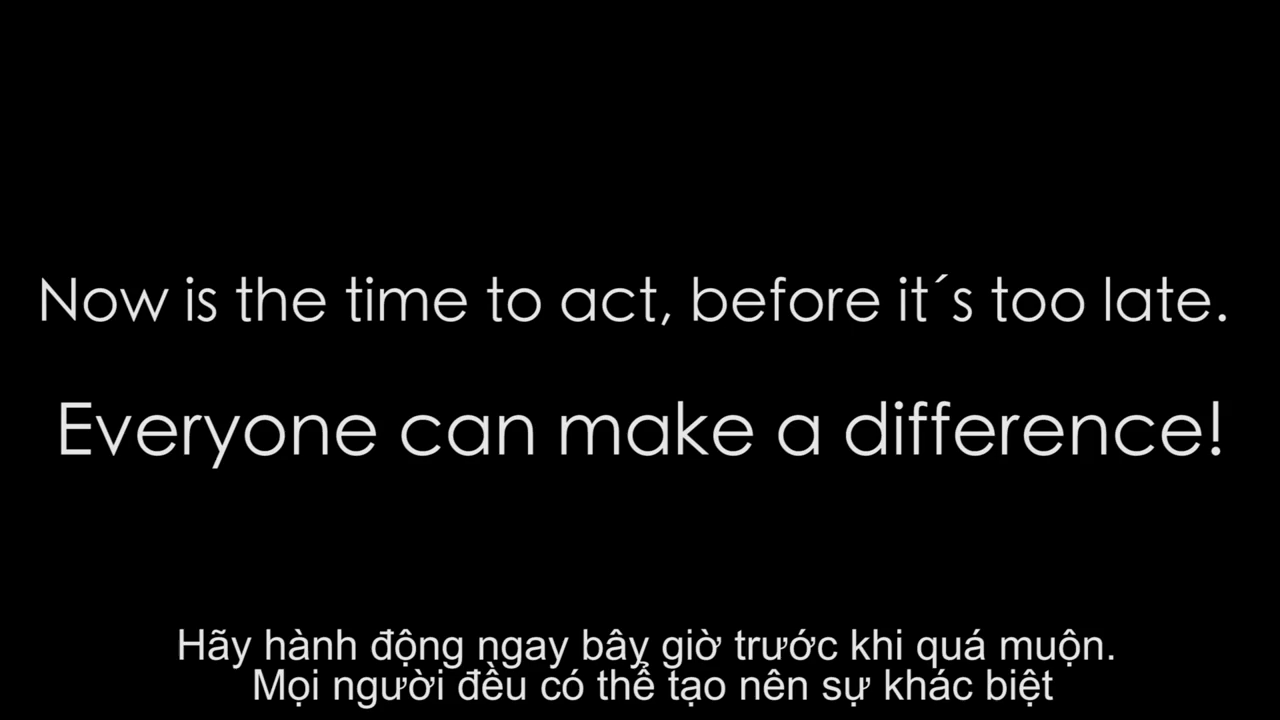 Now is the time to act, before it´s too late.
Everyone can make a difference!
Hãy hành động ngay bây giờ trước khi quá muộn.
Mọi người đều có thể tạo nên sự khác biệt